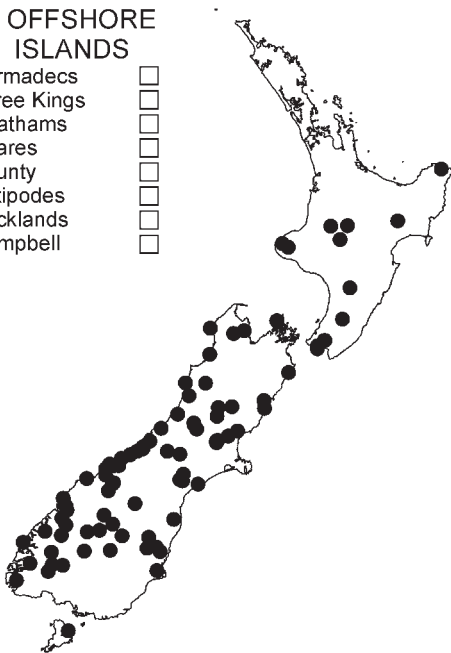 OFFSHORE
ISLANDS
rmadecs
ree Kings
athams
ares
unty
tipodes
cklands
mpbell